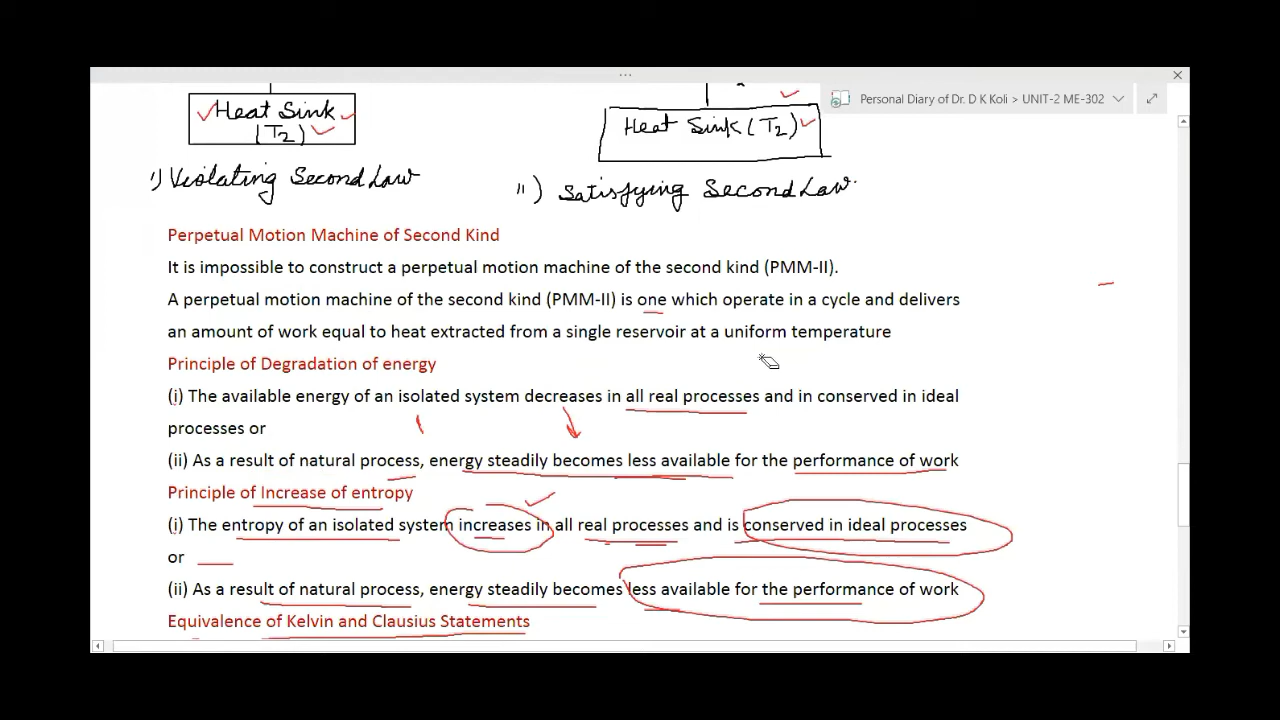 Personal Diary of Dr. D K Koli > UNIT-2 ME-302
Heat Sink
(T2)
Heat Sink (T2)
i) Violating Second Law
ii) Satisfying Second Law.
Perpetual Motion Machine of Second Kind
It is impossible to construct a perpetual motion machine of the second kind (PMM-II).
A perpetual motion machine of the second kind (PMM-II) is one which operate in a cycle and delivers
an amount of work equal to heat extracted from a single reservoir at a uniform temperature
Principle of Degradation of energy
(i) The available energy of an isolated system decreases in all real processes and in conserved in ideal
processes or
(ii) As a result of natural process, energy steadily becomes less available for the performance of work
Principle of Increase of entropy
(i) The entropy of an isolated system increases in all real processes and is conserved in ideal processes
or
(ii) As a result of natural process, energy steadily becomes less available for the performance of work
Equivalence of Kelvin and Clausius Statements